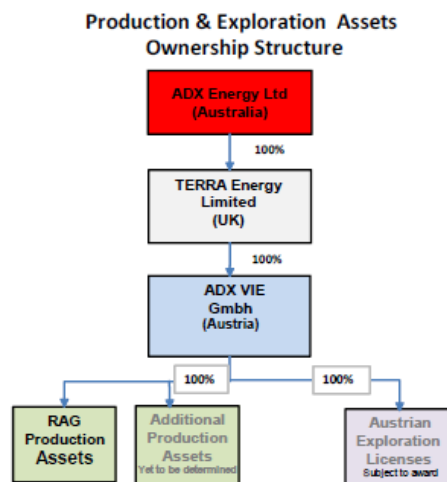 Production & Exploration Assets
Ownership Structure
ADX Energy Ltd
(Australia)
100%
TERRA Energy
Limited
(UK)
100%
ADX VIE
Gmbh
(Austria)
100%
100%
RAG
Production
Assets
Additional
Production
Assets
Yet to be determined
Austrian
Exploration
Licenses
Subject to award